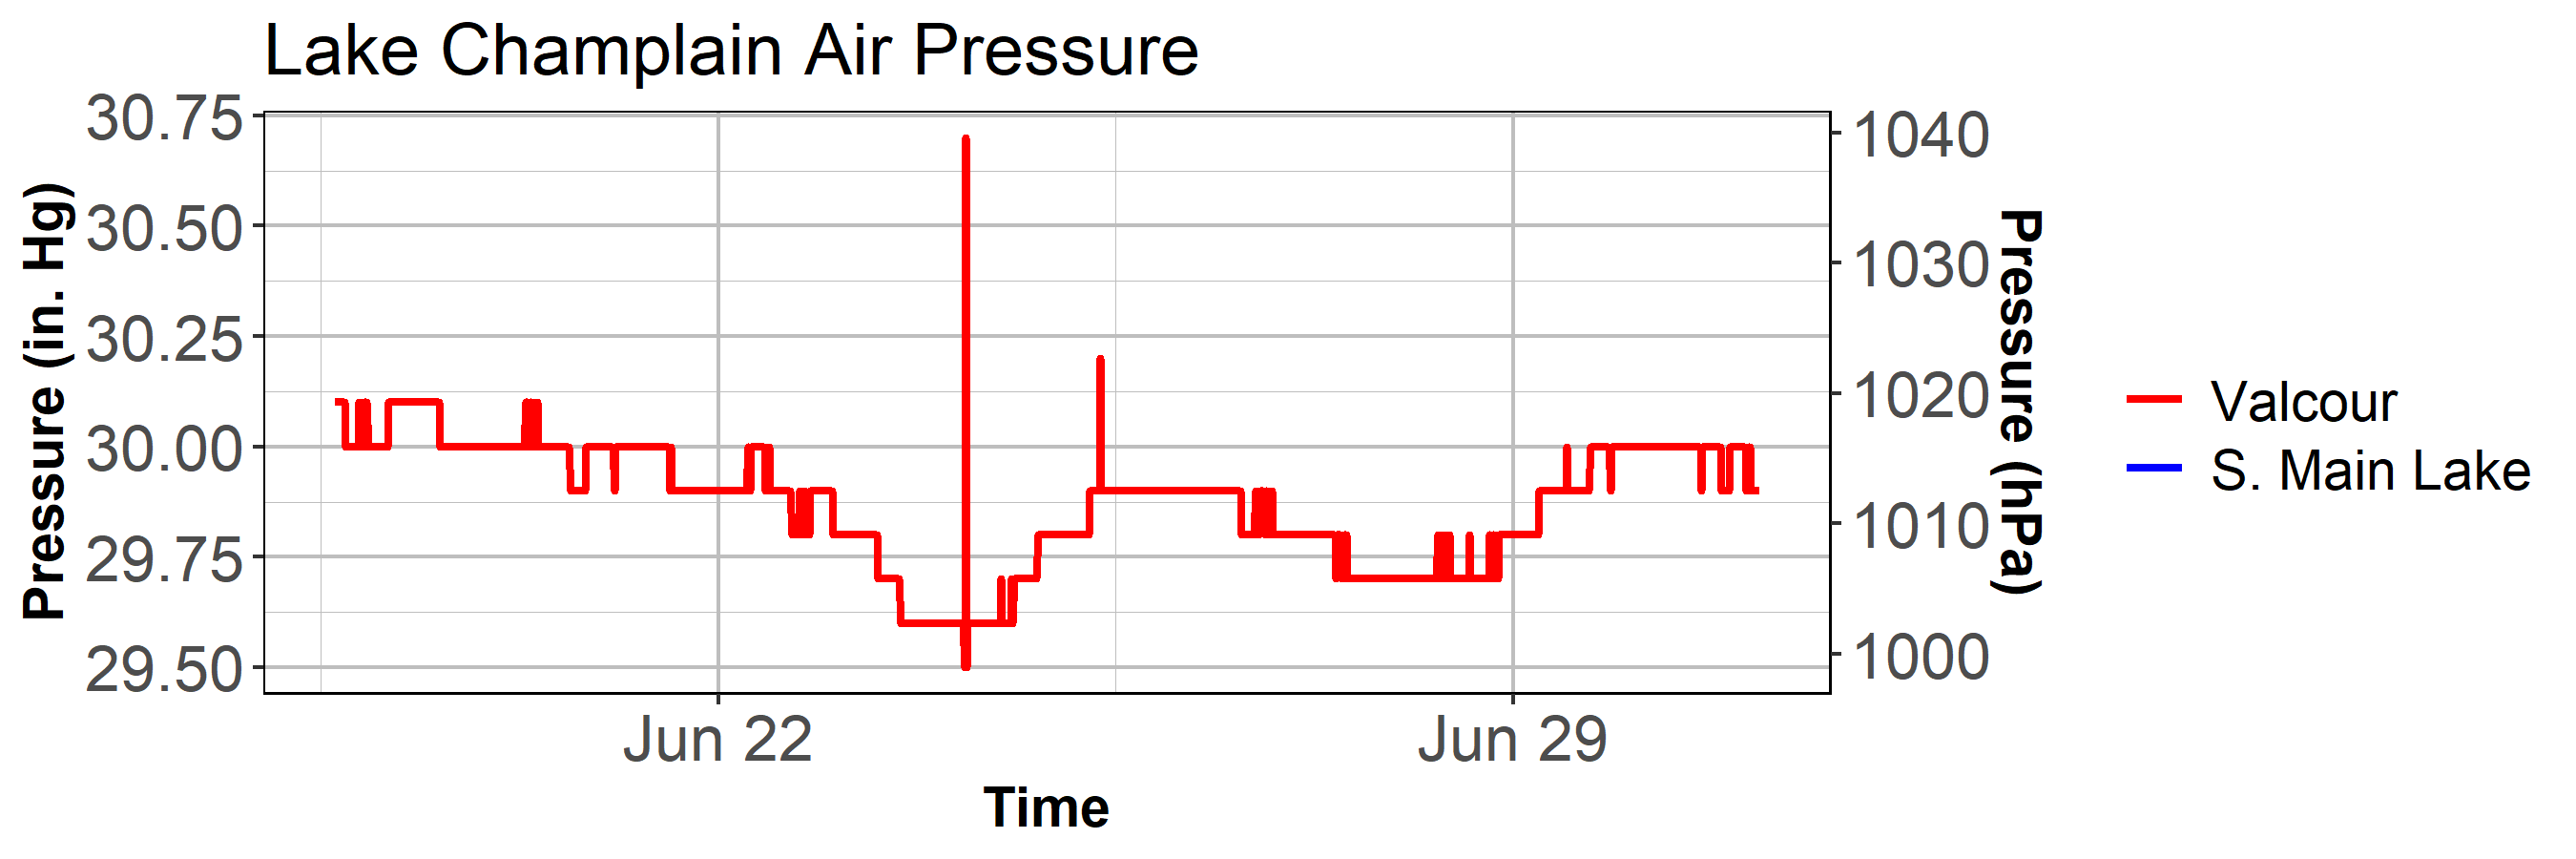 Lake Champlain Air Pressure
Pressure (in. Hg)
30.75
30.50
30.25
30.00
29.75
29.50
1040
1030
1020
1010
1000
Pressure (hPa)
Valcour
S. Main Lake
Jun 22
Jun 29
Time